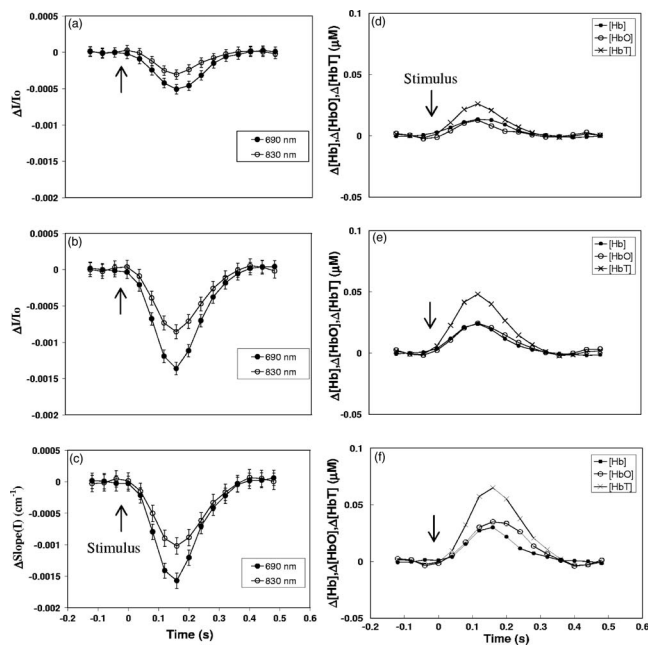 (a)
ΔI/Io
0.0005
0
-0.0005
-0.001
-0.0015
-0.002
690 nm
830 nm
(d)
Δ[Hb],Δ[HbO],Δ[HbT] (μM)
0.1
0.05
0
-0.05
Stimulus
[Hb]
[HbO]
[HbT]
(b)
ΔI/Io
0.0005
0
-0.0005
-0.001
-0.0015
-0.002
690 nm
830 nm
(e)
Δ[Hb],Δ[HbO],Δ[HbT] (μM)
0.1
0.05
0
-0.05
[Hb]
[HbO]
[HbT]
(c)
ΔSlope(I) (cm⁻¹)
0.0005
0
-0.0005
-0.001
-0.0015
-0.002
Stimulus
690 nm
830 nm
-0.2 -0.1 0 0.1 0.2 0.3 0.4 0.5 0.6
Time (s)
(f)
Δ[Hb],Δ[HbO],Δ[HbT] (μM)
0.1
0.05
0
-0.05
[Hb]
[HbO]
[HbT]
-0.2 -0.1 0 0.1 0.2 0.3 0.4 0.5 0.6
Time (s)